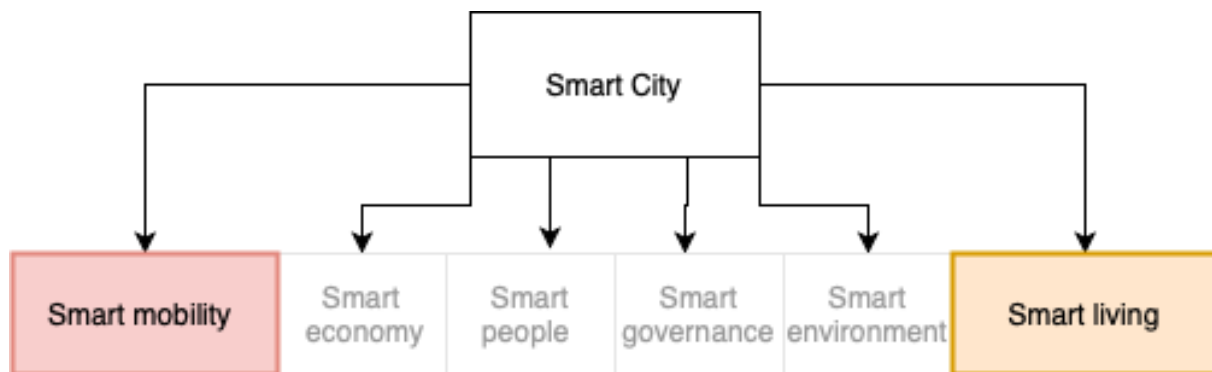 Smart City
Smart mobility
Smart
economy
Smart
people
Smart
governance
Smart
environment
Smart living